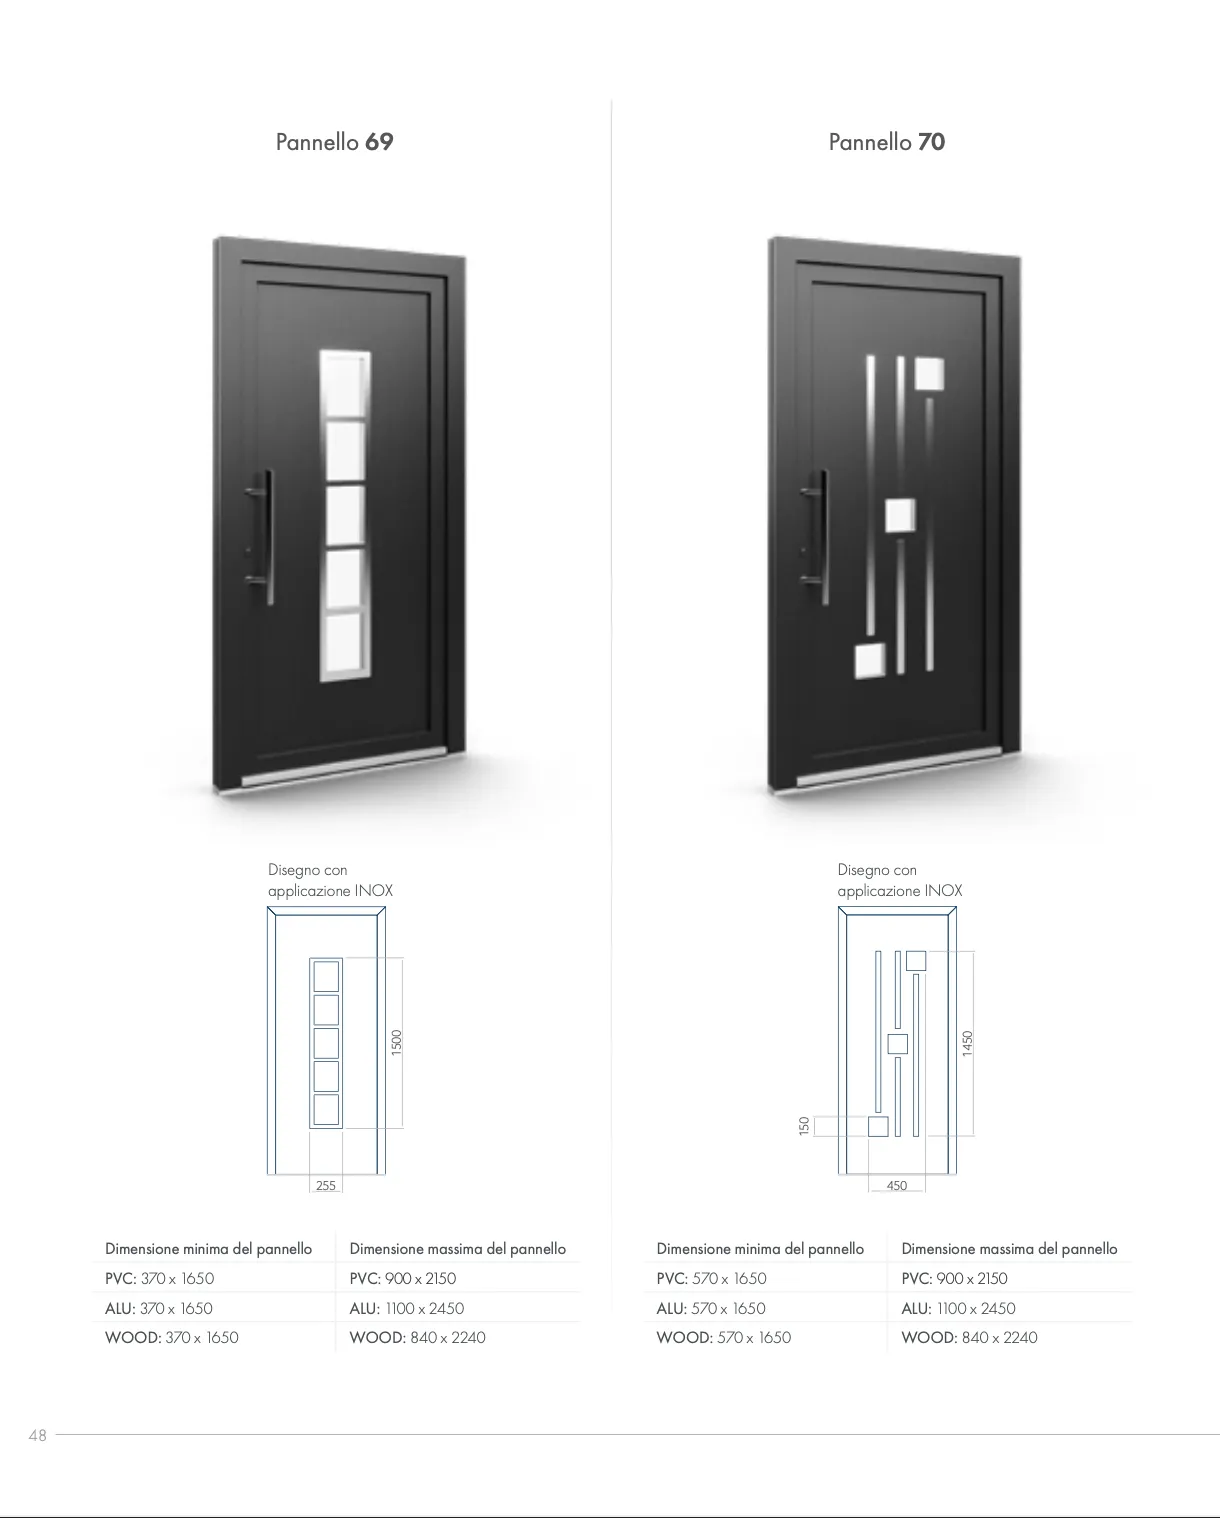 Pannello 69
Disegno con
applicazione INOX
1500
255
Dimensione minima del pannello
PVC: 370 x 1650
ALU: 370 x 1650
WOOD: 370 x 1650
Dimensione massima del pannello
PVC: 900 x 2150
ALU: 1100 x 2450
WOOD: 840 x 2240
Pannello 70
Disegno con
applicazione INOX
1450
150
450
Dimensione minima del pannello
PVC: 570 x 1650
ALU: 570 x 1650
WOOD: 570 x 1650
Dimensione massima del pannello
PVC: 900 x 2150
ALU: 1100 x 2450
WOOD: 840 x 2240
48